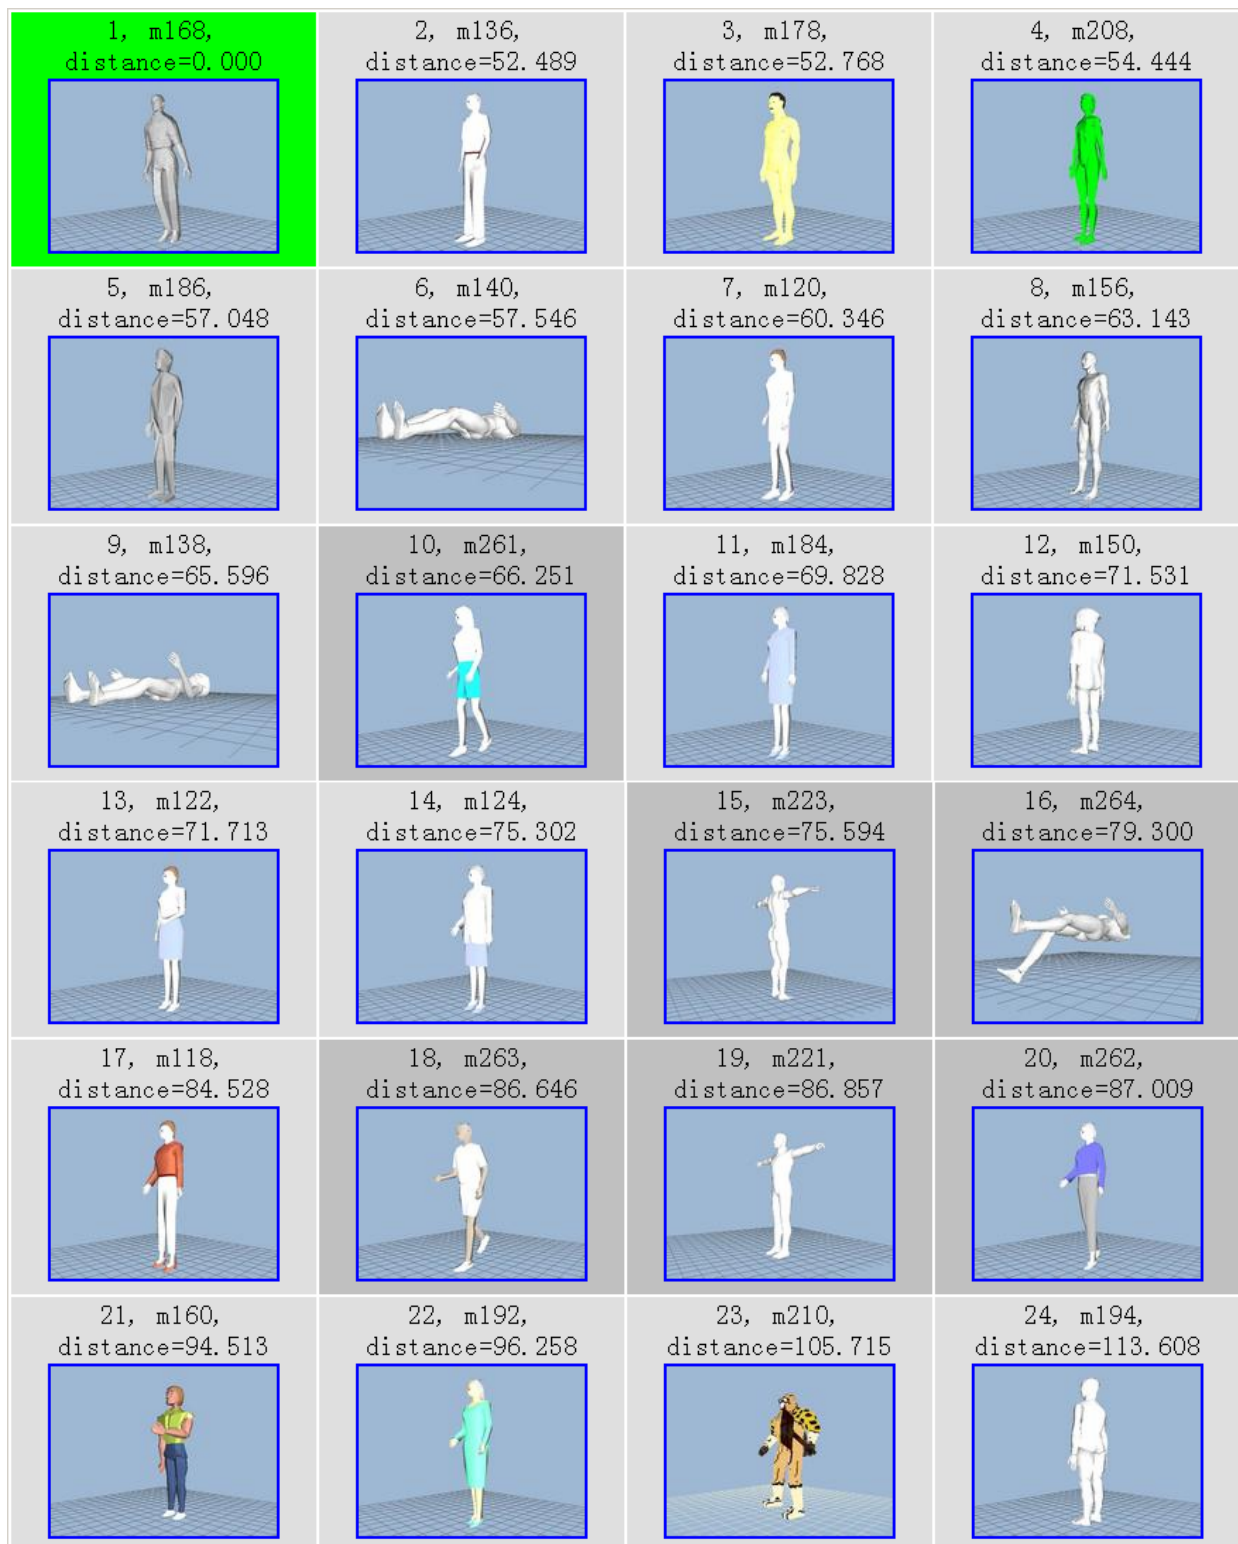 1, m168,
distance=0.000
2, m136,
distance=52.489
3, m178,
distance=52.768
4, m208,
distance=54.444
5, m186,
distance=57.048
6, m140,
distance=57.546
7, m120,
distance=60.346
8, m156,
distance=63.143
9, m138,
distance=65.596
10, m261,
distance=66.251
11, m184,
distance=69.828
12, m150,
distance=71.531
13, m122,
distance=71.713
14, m124,
distance=75.302
15, m223,
distance=75.594
16, m264,
distance=79.300
17, m118,
distance=84.528
18, m263,
distance=86.646
19, m221,
distance=86.857
20, m262,
distance=87.009
21, m160,
distance=94.513
22, m192,
distance=96.258
23, m210,
distance=105.715
24, m194,
distance=113.608